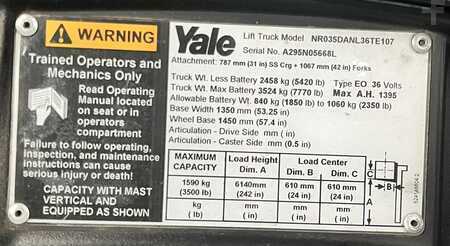 WARNING
Trained Operators and
Mechanics Only
Read Operating
Manual located
on seat or in
operators
compartment
Failure to follow operating,
inspection, and maintenance
instructions can cause
serious injury or death!
CAPACITY WITH MAST
VERTICAL AND
EQUIPPED AS SHOWN
Yale
Lift Truck Model NR035DANL36TE107
Serial No. A295N05668L
Attachment: 787 mm (31 in) SS Crg + 1067 mm (42 in) Forks
Truck Wt. Less Battery 2458 kg (5420 lb) Type EO 36 Volts
Truck Wt. Max Battery 3524 kg (7770 lb) Max A.H. 1395
Allowable Battery Wt. 840 kg (1850 lb) to 1060 kg (2350 lb)
Base Width 1350 mm (53.25 in)
Wheel Base 1450 mm (57.4 in)
Articulation - Drive Side mm ( in)
Articulation - Caster Side mm (0.5 in)
MAXIMUM CAPACITY Load Height Dim. A Load Center Dim. B Dim. C
1590 kg 6140mm 610 mm 610 mm
(3500 lb) (242 in) (24 in) (24 in)
kg mm mm mm
( lb) ( in) ( in) ( in)
C
B
A